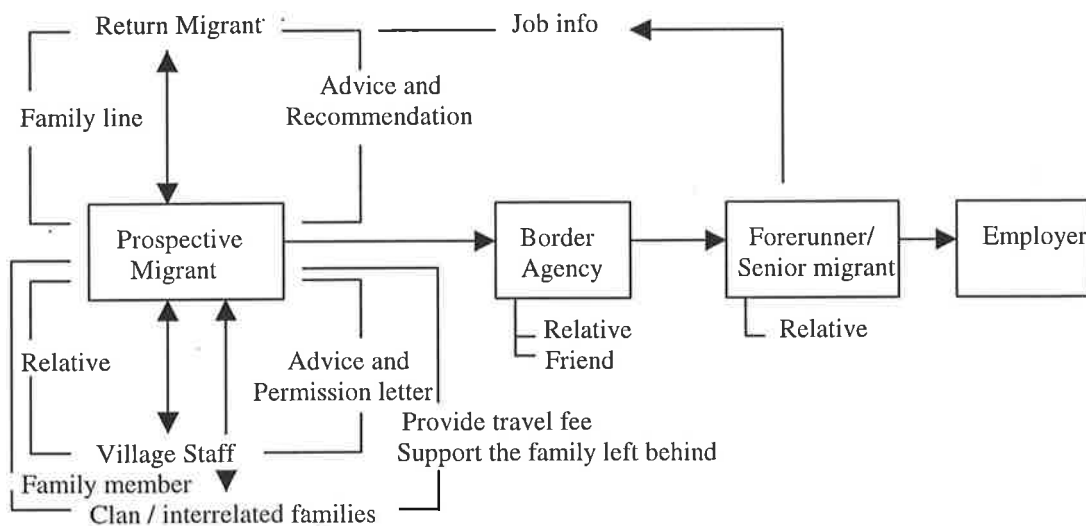 Return Migrant
Job info
Family line
Advice and
Recommendation
Prospective
Migrant
Border
Agency
Forerunner/
Senior migrant
Employer
Relative
Friend
Relative
Relative
Advice and
Permission letter
Provide travel fee
Support the family left behind
Village Staff
Family member
Clan / interrelated families